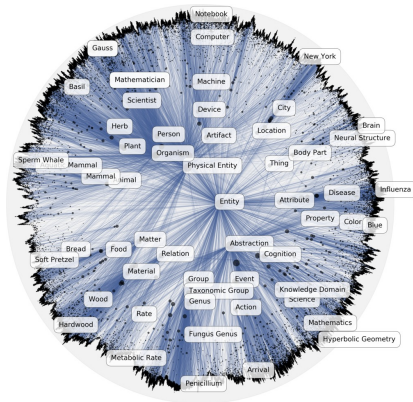 Notebook
Computer
Gauss
New York
Mathematician
Machine
Basil
Scientist
Device
City
Herb
Person
Artifact
Location
Brain
Neural Structure
Plant
Organism
Body Part
Sperm Whale
Mammal
Physical Entity
Thing
Mammal
nimal
Entity
Attribute
Disease
Influenza
Property
Color
Blue
Matter
Abstraction
Bread
Food
Relation
Cognition
Soft Pretzel
Material
Group
Event
Taxonomic Group
Knowledge Domain
Wood
Genus
Action
Science
Rate
Hardwood
Mathematics
Fungus Genus
Hyperbolic Geometry
Metabolic Rate
Arrival
Penicillium